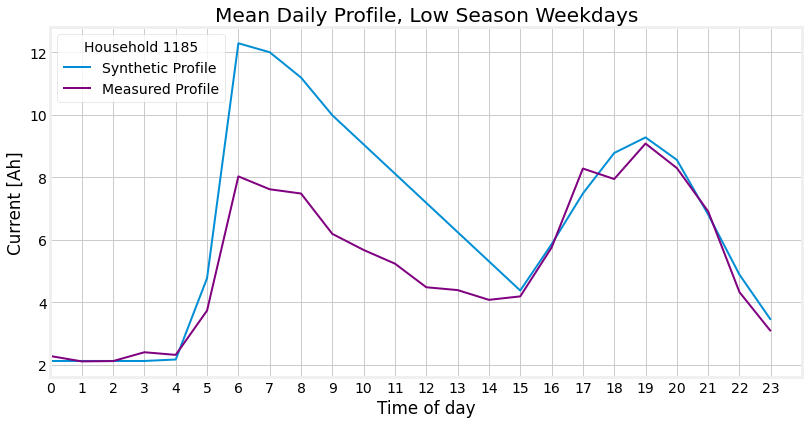 Mean Daily Profile, Low Season Weekdays
Household 1185
Synthetic Profile
Measured Profile
Current [Ah]
12
10
8
6
4
2
0 1 2 3 4 5 6 7 8 9 10 11 12 13 14 15 16 17 18 19 20 21 22 23
Time of day